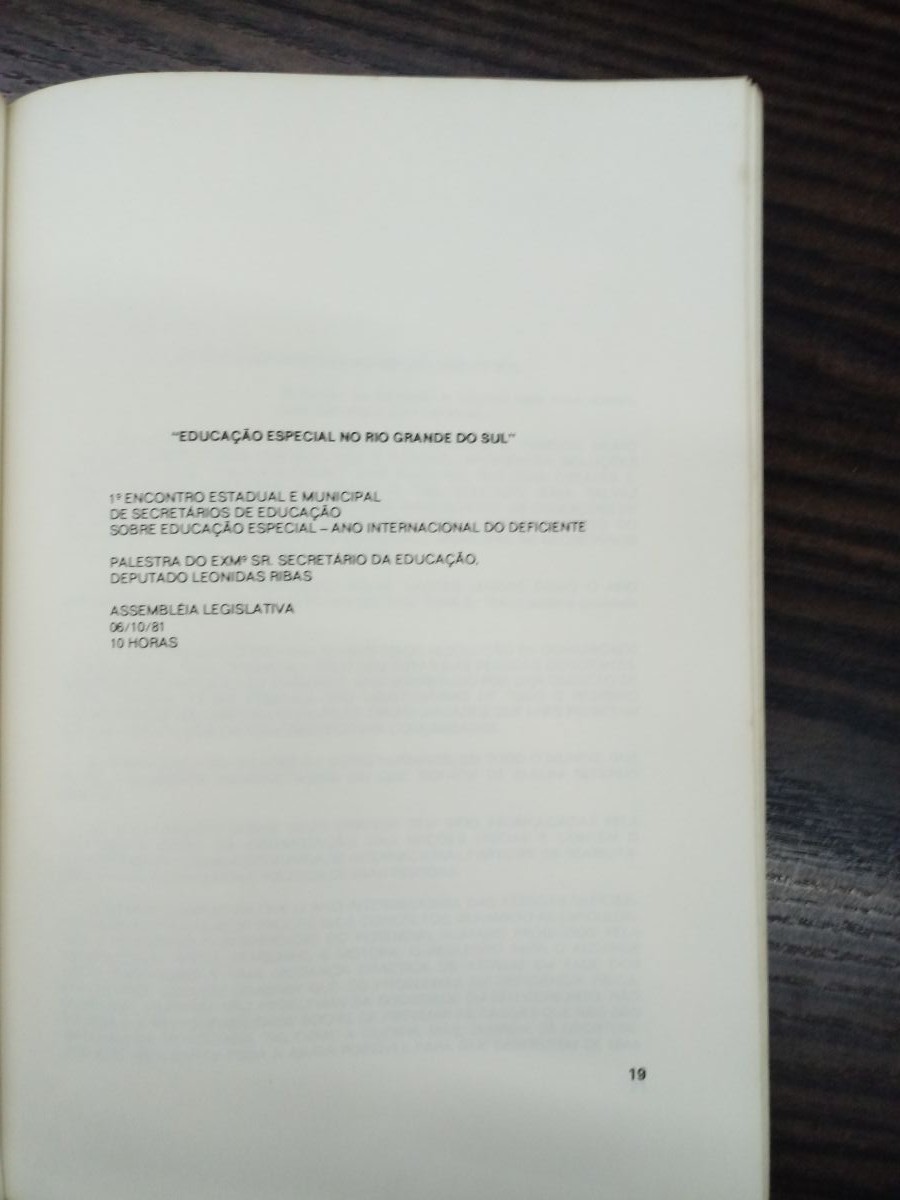 "EDUCAÇÃO ESPECIAL NO RIO GRANDE DO SUL"
1º ENCONTRO ESTADUAL E MUNICIPAL
DE SECRETÁRIOS DE EDUCAÇÃO
SOBRE EDUCAÇÃO ESPECIAL – ANO INTERNACIONAL DO DEFICIENTE
PALESTRA DO EXMº SR. SECRETÁRIO DA EDUCAÇÃO,
DEPUTADO LEONIDAS RIBAS
ASSEMBLÉIA LEGISLATIVA
06/10/81
10 HORAS
19